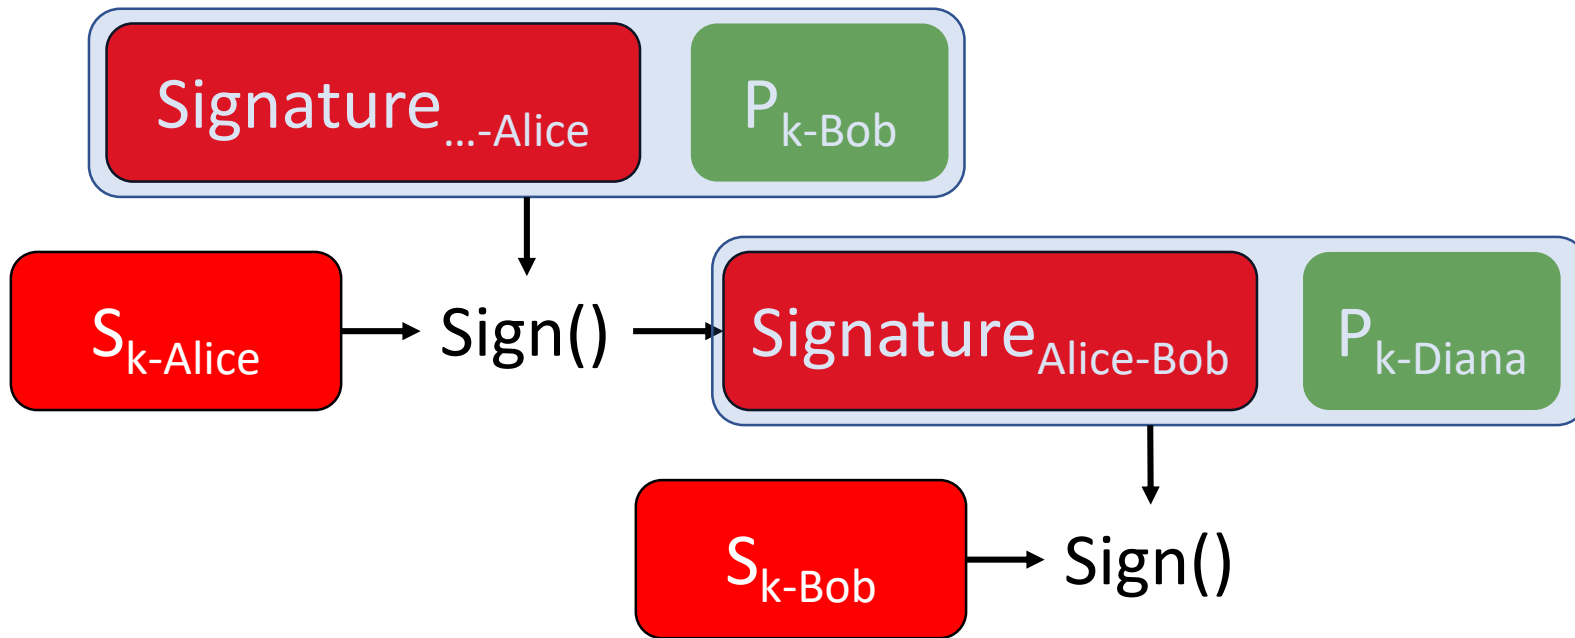 Signature...-Alice
Pk-Bob
Sk-Alice
Sign()
SignatureAlice-Bob
Pk-Diana
Sk-Bob
Sign()